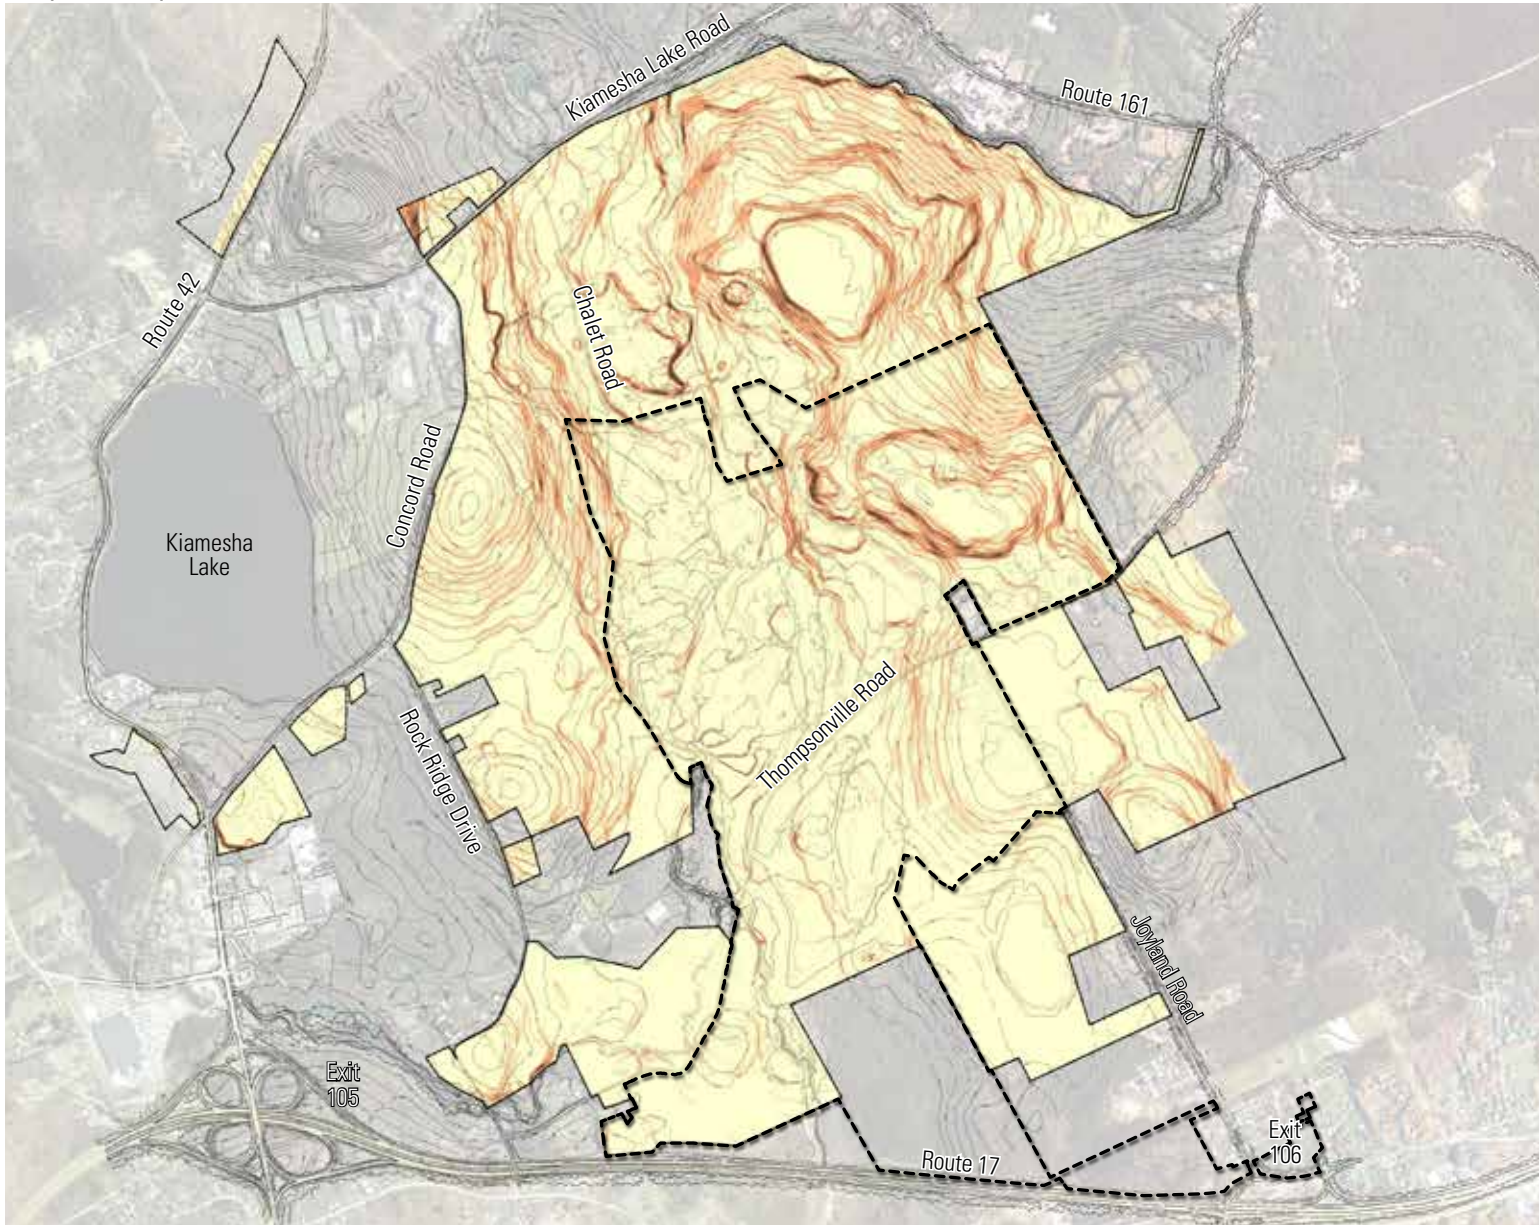 Kiamesha Lake Road
Route 161
Route 42
Chalet Road
Concord Road
Kiamesha
Lake
Rock Ridge Drive
Thompsonville Road
Joyland Road
Exit
105
Exit
106
Route 17